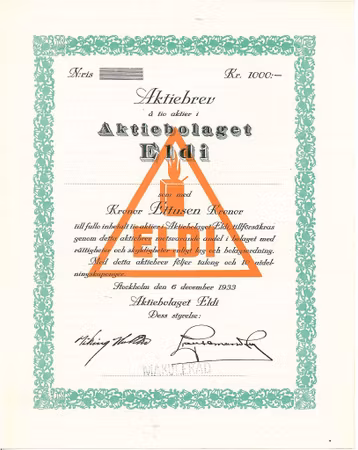 N:ris Kr. 1000:—
Aktiebrev
å tio aktier i
Aktiebolaget
Eldi
som med
Kronor Ettusen Kronor
till fullo inbetalt tio aktier i Aktiebolaget Eldi, tillförsäkras
genom detta aktiebrev motsvarande andel i bolaget med
rättigheter och skyldigheter enligt lag och bolagsordning.
Med detta aktiebrev följer talong och tio utdel-
ningskuponger.
ELDI
Stockholm den 6 december 1933
Aktiebolaget Eldi
Dess styrelse:
MAKULERAD